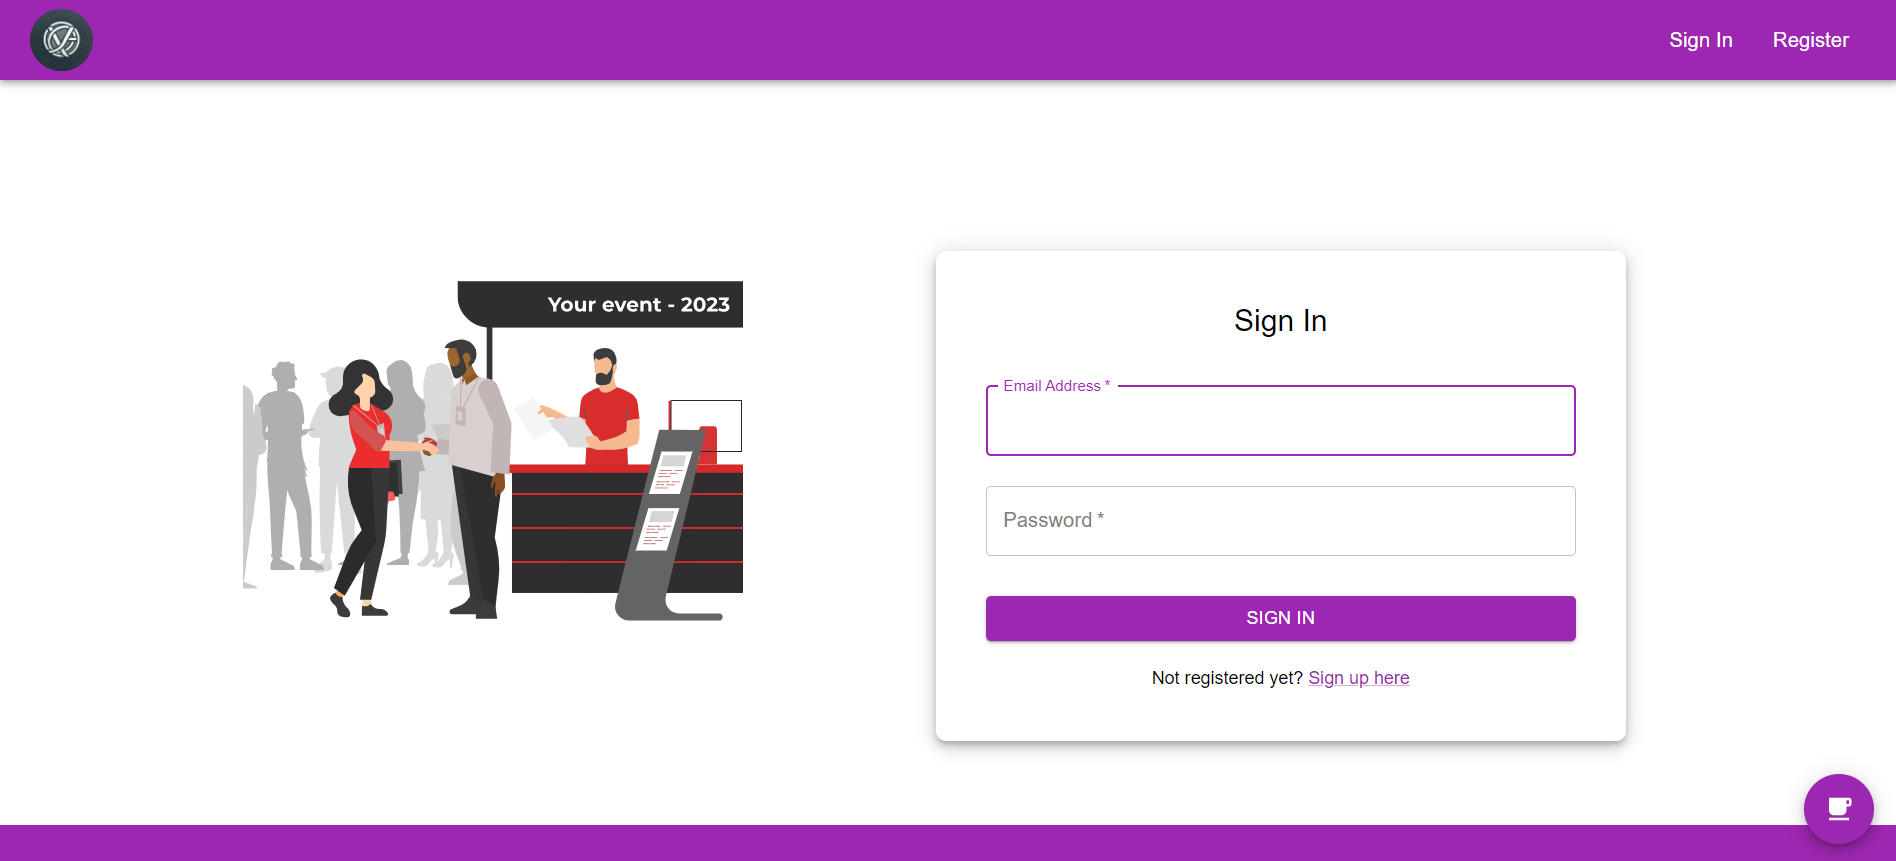 Sign In
Register
Your event - 2023
Sign In
Email Address *
Password *
SIGN IN
Not registered yet? Sign up here